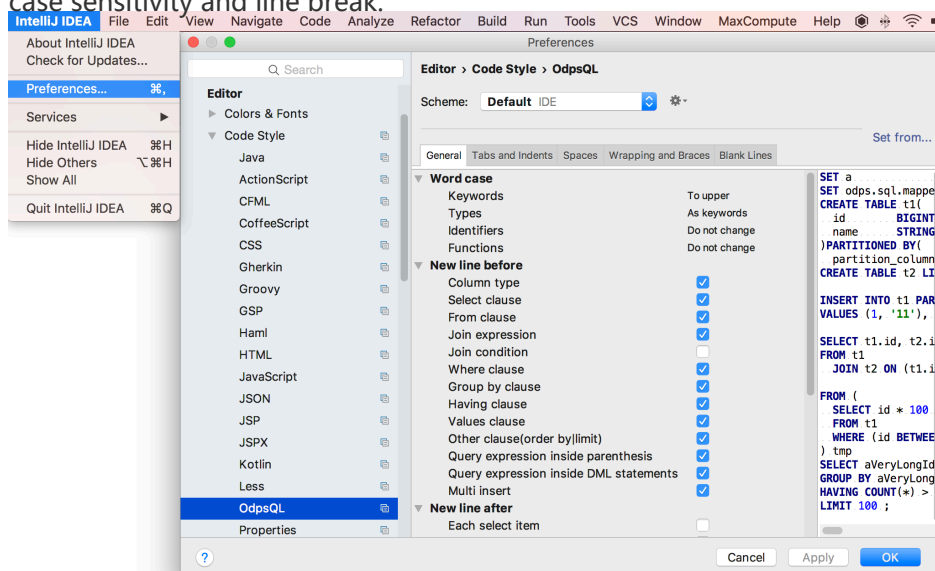 case sensitivity and line break.
IntelliJ IDEA File Edit View Navigate Code Analyze Refactor Build Run Tools VCS Window MaxCompute Help
About IntelliJ IDEA
Check for Updates...
Preferences... ⌘,
Services ▶
Hide IntelliJ IDEA ⌘H
Hide Others ⌥⌘H
Show All
Quit IntelliJ IDEA ⌘Q
Preferences
Search
Editor
Colors & Fonts
Code Style
Java
ActionScript
CFML
CoffeeScript
CSS
Gherkin
Groovy
GSP
Haml
HTML
JavaScript
JSON
JSP
JSPX
Kotlin
Less
OdpsQL
Properties
Editor › Code Style › OdpsQL
Scheme: Default IDE
Set from...
General Tabs and Indents Spaces Wrapping and Braces Blank Lines
Word case
Keywords To upper
Types As keywords
Identifiers Do not change
Functions Do not change
New line before
Column type
Select clause
From clause
Join expression
Join condition
Where clause
Group by clause
Having clause
Values clause
Other clause(order by|limit)
Query expression inside parenthesis
Query expression inside DML statements
Multi insert
New line after
Each select item
SET a
SET odps.sql.mappe
CREATE TABLE t1(
id BIGINT
name STRING
)PARTITIONED BY(
partition_column
CREATE TABLE t2 LI
INSERT INTO t1 PAR
VALUES (1, '11'),
SELECT t1.id, t2.i
FROM t1
JOIN t2 ON (t1.i
FROM (
SELECT id * 100
FROM t1
WHERE (id BETWEE
) tmp
SELECT aVeryLongId
GROUP BY aVeryLong
HAVING COUNT(*) >
LIMIT 100 ;
? Cancel Apply OK